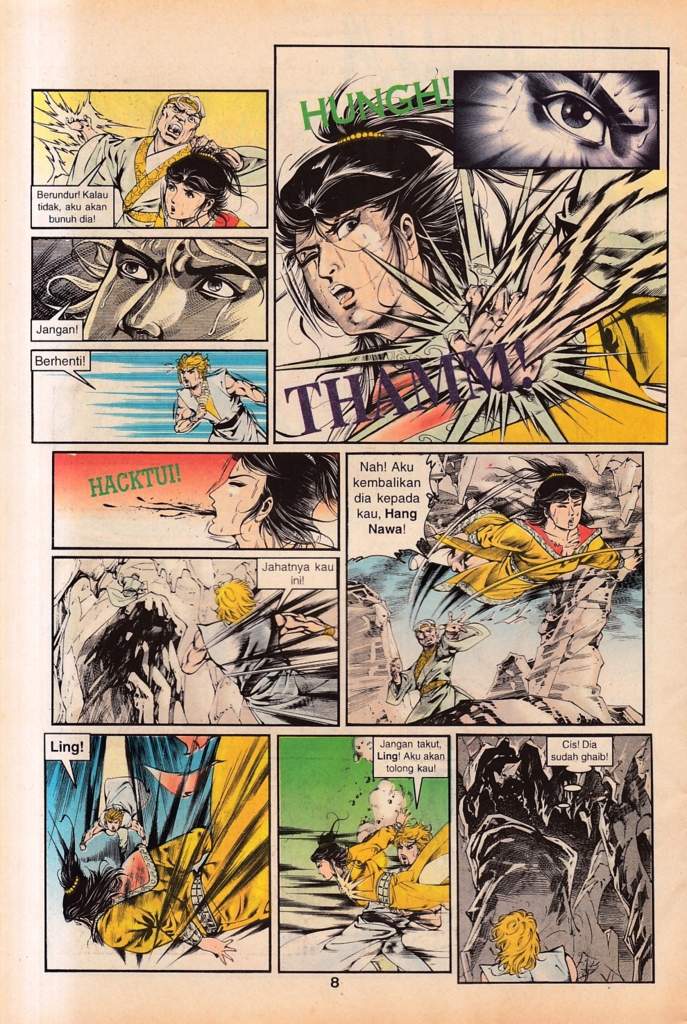 Berundur! Kalau
tidak, aku akan
bunuh dia!
Jangan!
Berhenti!
HUNGH!
THAMM!
HACKTUI!
Jahatnya kau
ini!
Nah! Aku
kembalikan
dia kepada
kau, Hang
Nawa!
Ling!
Jangan takut,
Ling! Aku akan
tolong kau!
Cis! Dia
sudah ghaib!
8